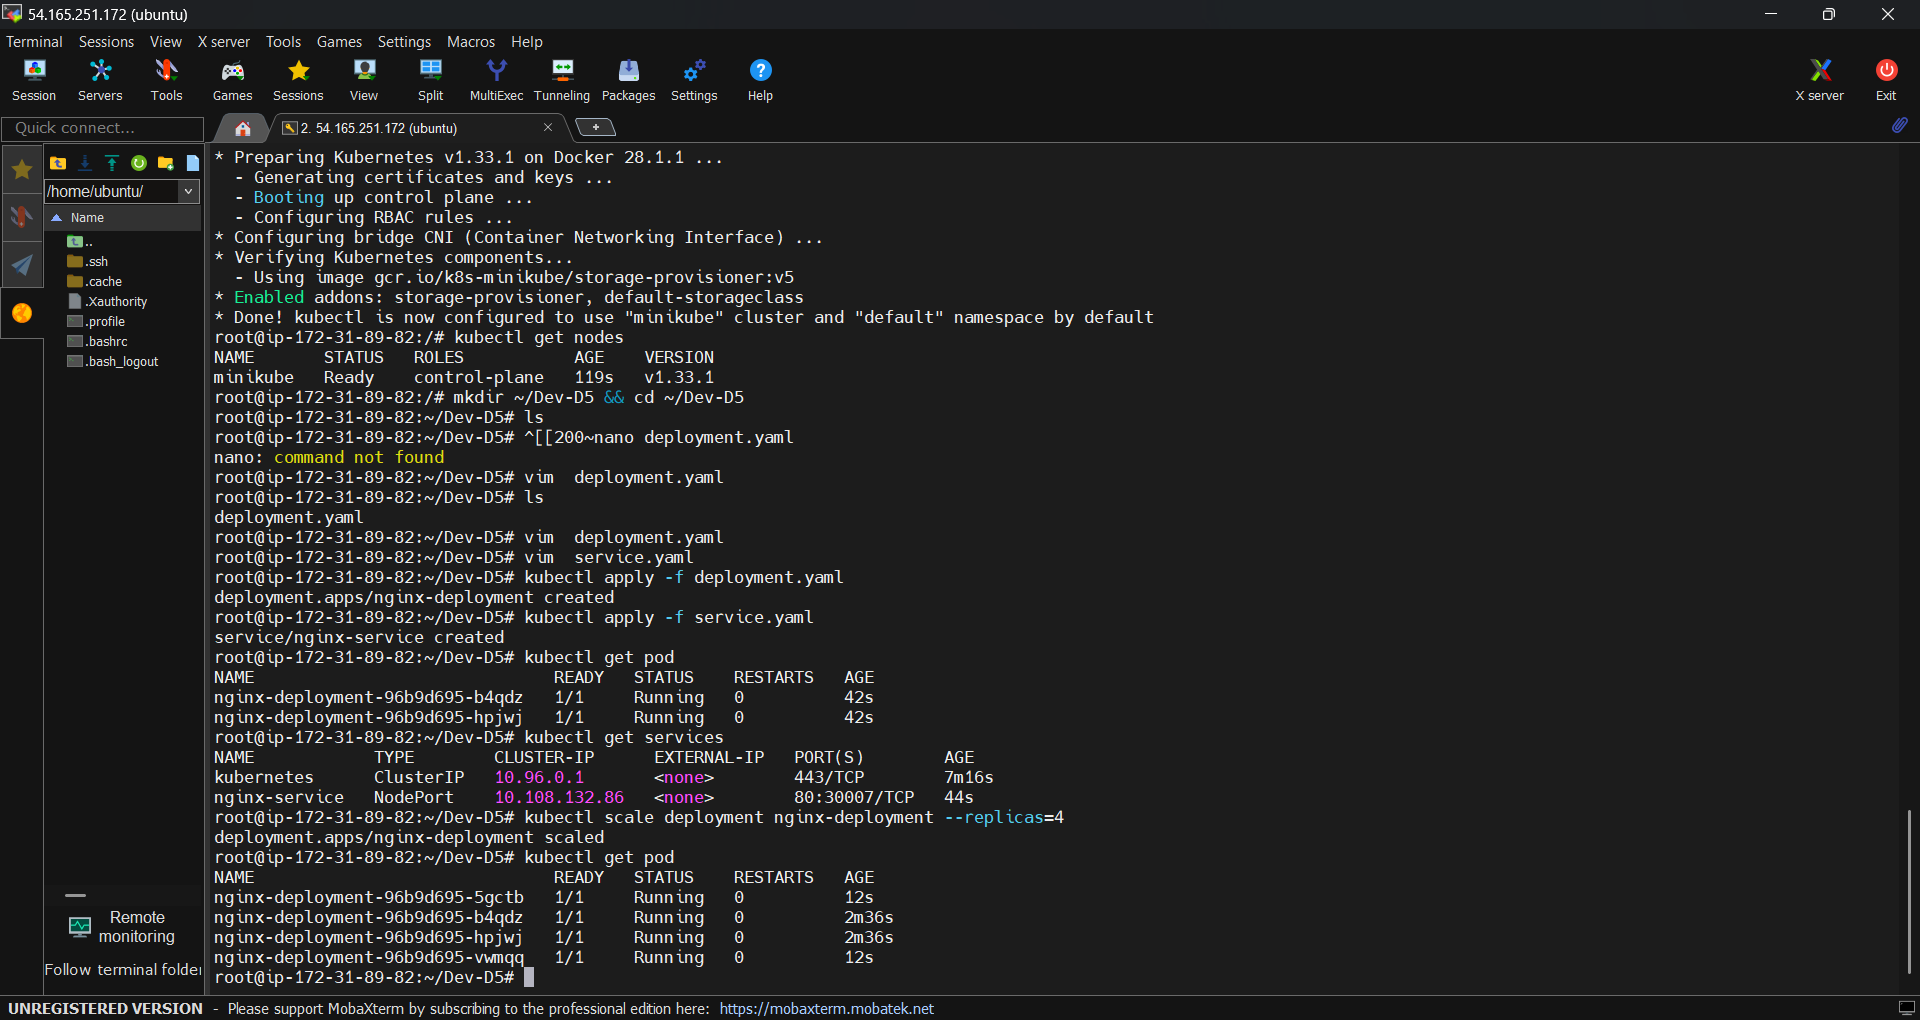 54.165.251.172 (ubuntu)
Terminal Sessions View X server Tools Games Settings Macros Help
Session Servers Tools Games Sessions View Split MultiExec Tunneling Packages Settings Help X server Exit
Quick connect...
2. 54.165.251.172 (ubuntu)
/home/ubuntu/
Name
..
.ssh
.cache
.Xauthority
.profile
.bashrc
.bash_logout
Remote
monitoring
Follow terminal folder
* Preparing Kubernetes v1.33.1 on Docker 28.1.1 ...
  - Generating certificates and keys ...
  - Booting up control plane ...
  - Configuring RBAC rules ...
* Configuring bridge CNI (Container Networking Interface) ...
* Verifying Kubernetes components...
  - Using image gcr.io/k8s-minikube/storage-provisioner:v5
* Enabled addons: storage-provisioner, default-storageclass
* Done! kubectl is now configured to use "minikube" cluster and "default" namespace by default
root@ip-172-31-89-82:/# kubectl get nodes
NAME       STATUS   ROLES           AGE    VERSION
minikube   Ready    control-plane   119s   v1.33.1
root@ip-172-31-89-82:/# mkdir ~/Dev-D5 && cd ~/Dev-D5
root@ip-172-31-89-82:~/Dev-D5# ls
root@ip-172-31-89-82:~/Dev-D5# ^[[200~nano deployment.yaml
nano: command not found
root@ip-172-31-89-82:~/Dev-D5# vim  deployment.yaml
root@ip-172-31-89-82:~/Dev-D5# ls
deployment.yaml
root@ip-172-31-89-82:~/Dev-D5# vim  deployment.yaml
root@ip-172-31-89-82:~/Dev-D5# vim  service.yaml
root@ip-172-31-89-82:~/Dev-D5# kubectl apply -f deployment.yaml
deployment.apps/nginx-deployment created
root@ip-172-31-89-82:~/Dev-D5# kubectl apply -f service.yaml
service/nginx-service created
root@ip-172-31-89-82:~/Dev-D5# kubectl get pod
NAME                              READY   STATUS    RESTARTS   AGE
nginx-deployment-96b9d695-b4qdz   1/1     Running   0          42s
nginx-deployment-96b9d695-hpjwj   1/1     Running   0          42s
root@ip-172-31-89-82:~/Dev-D5# kubectl get services
NAME            TYPE        CLUSTER-IP      EXTERNAL-IP   PORT(S)        AGE
kubernetes      ClusterIP   10.96.0.1       <none>        443/TCP        7m16s
nginx-service   NodePort    10.108.132.86   <none>        80:30007/TCP   44s
root@ip-172-31-89-82:~/Dev-D5# kubectl scale deployment nginx-deployment --replicas=4
deployment.apps/nginx-deployment scaled
root@ip-172-31-89-82:~/Dev-D5# kubectl get pod
NAME                              READY   STATUS    RESTARTS   AGE
nginx-deployment-96b9d695-5gctb   1/1     Running   0          12s
nginx-deployment-96b9d695-b4qdz   1/1     Running   0          2m36s
nginx-deployment-96b9d695-hpjwj   1/1     Running   0          2m36s
nginx-deployment-96b9d695-vwmqq   1/1     Running   0          12s
root@ip-172-31-89-82:~/Dev-D5#
UNREGISTERED VERSION - Please support MobaXterm by subscribing to the professional edition here: https://mobaxterm.mobatek.net